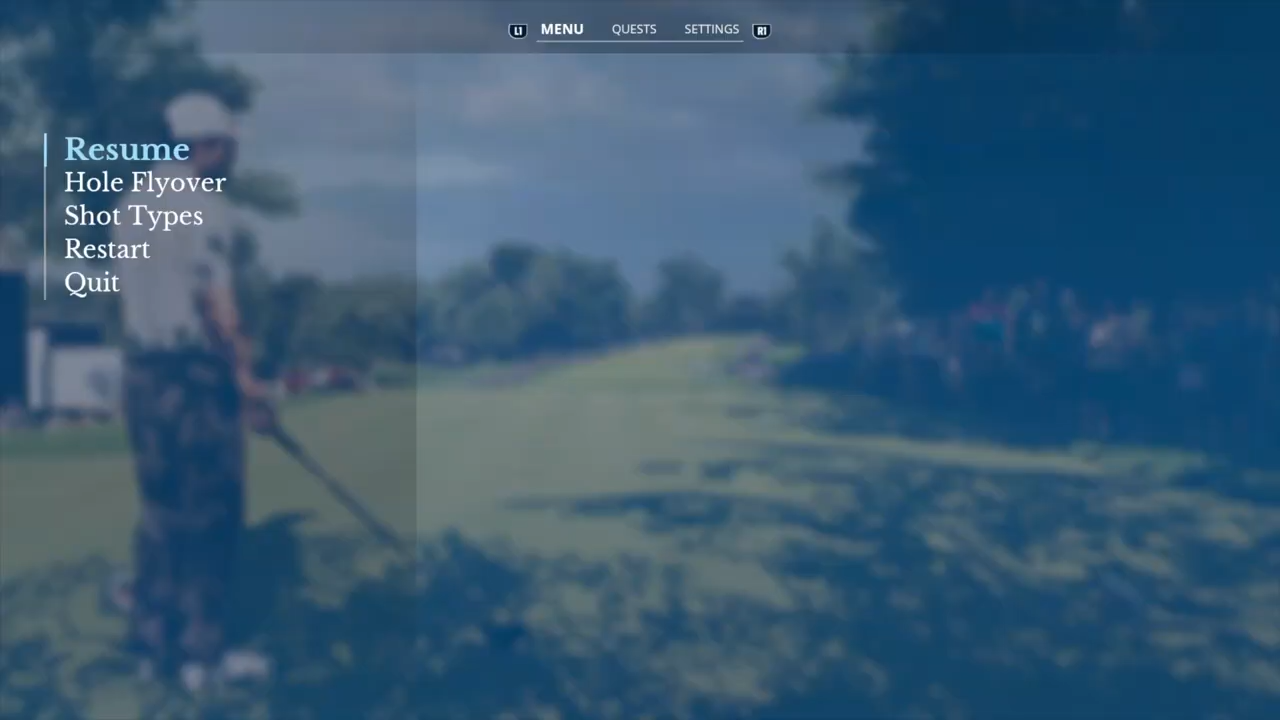 L1 MENU QUESTS SETTINGS R1
Resume
Hole Flyover
Shot Types
Restart
Quit